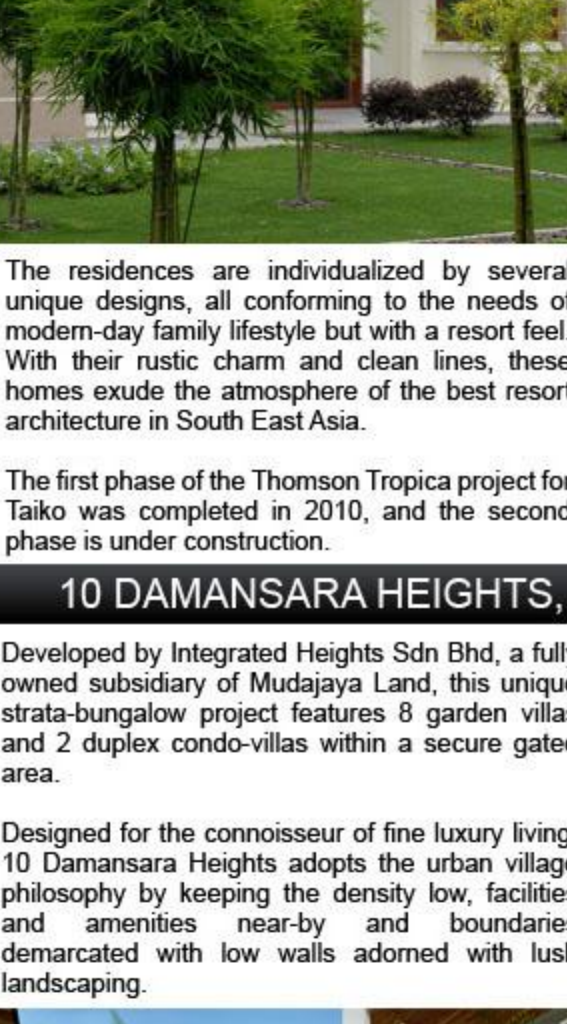 The residences are individualized by several
unique designs, all conforming to the needs of
modern-day family lifestyle but with a resort feel.
With their rustic charm and clean lines, these
homes exude the atmosphere of the best resort
architecture in South East Asia.
The first phase of the Thomson Tropica project for
Taiko was completed in 2010, and the second
phase is under construction.
10 DAMANSARA HEIGHTS,
Developed by Integrated Heights Sdn Bhd, a full
owned subsidiary of Mudajaya Land, this uniqu
strata-bungalow project features 8 garden villa
and 2 duplex condo-villas within a secure gate
area.
Designed for the connoisseur of fine luxury living
10 Damansara Heights adopts the urban village
philosophy by keeping the density low, facilitie
and amenities near-by and boundarie
demarcated with low walls adorned with lus
landscaping.